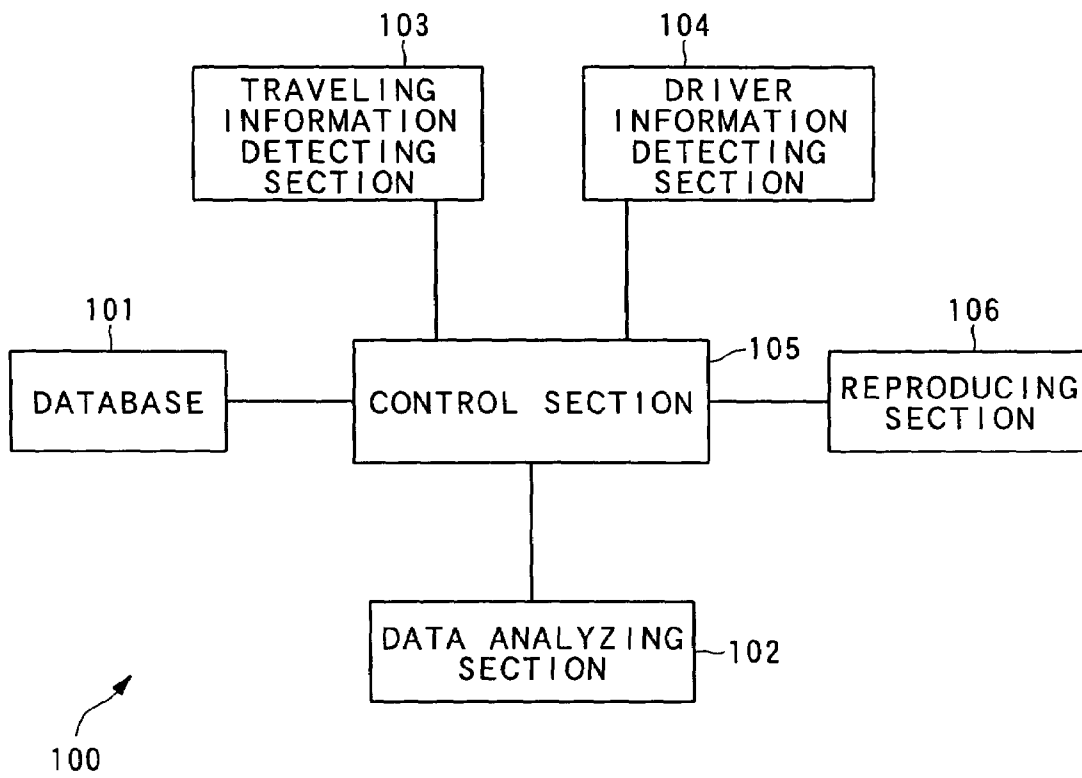 103
104
TRAVELING
INFORMATION
DETECTING
SECTION
DRIVER
INFORMATION
DETECTING
SECTION
101
105
106
DATABASE
CONTROL SECTION
REPRODUCING
SECTION
DATA ANALYZING
SECTION
102
100